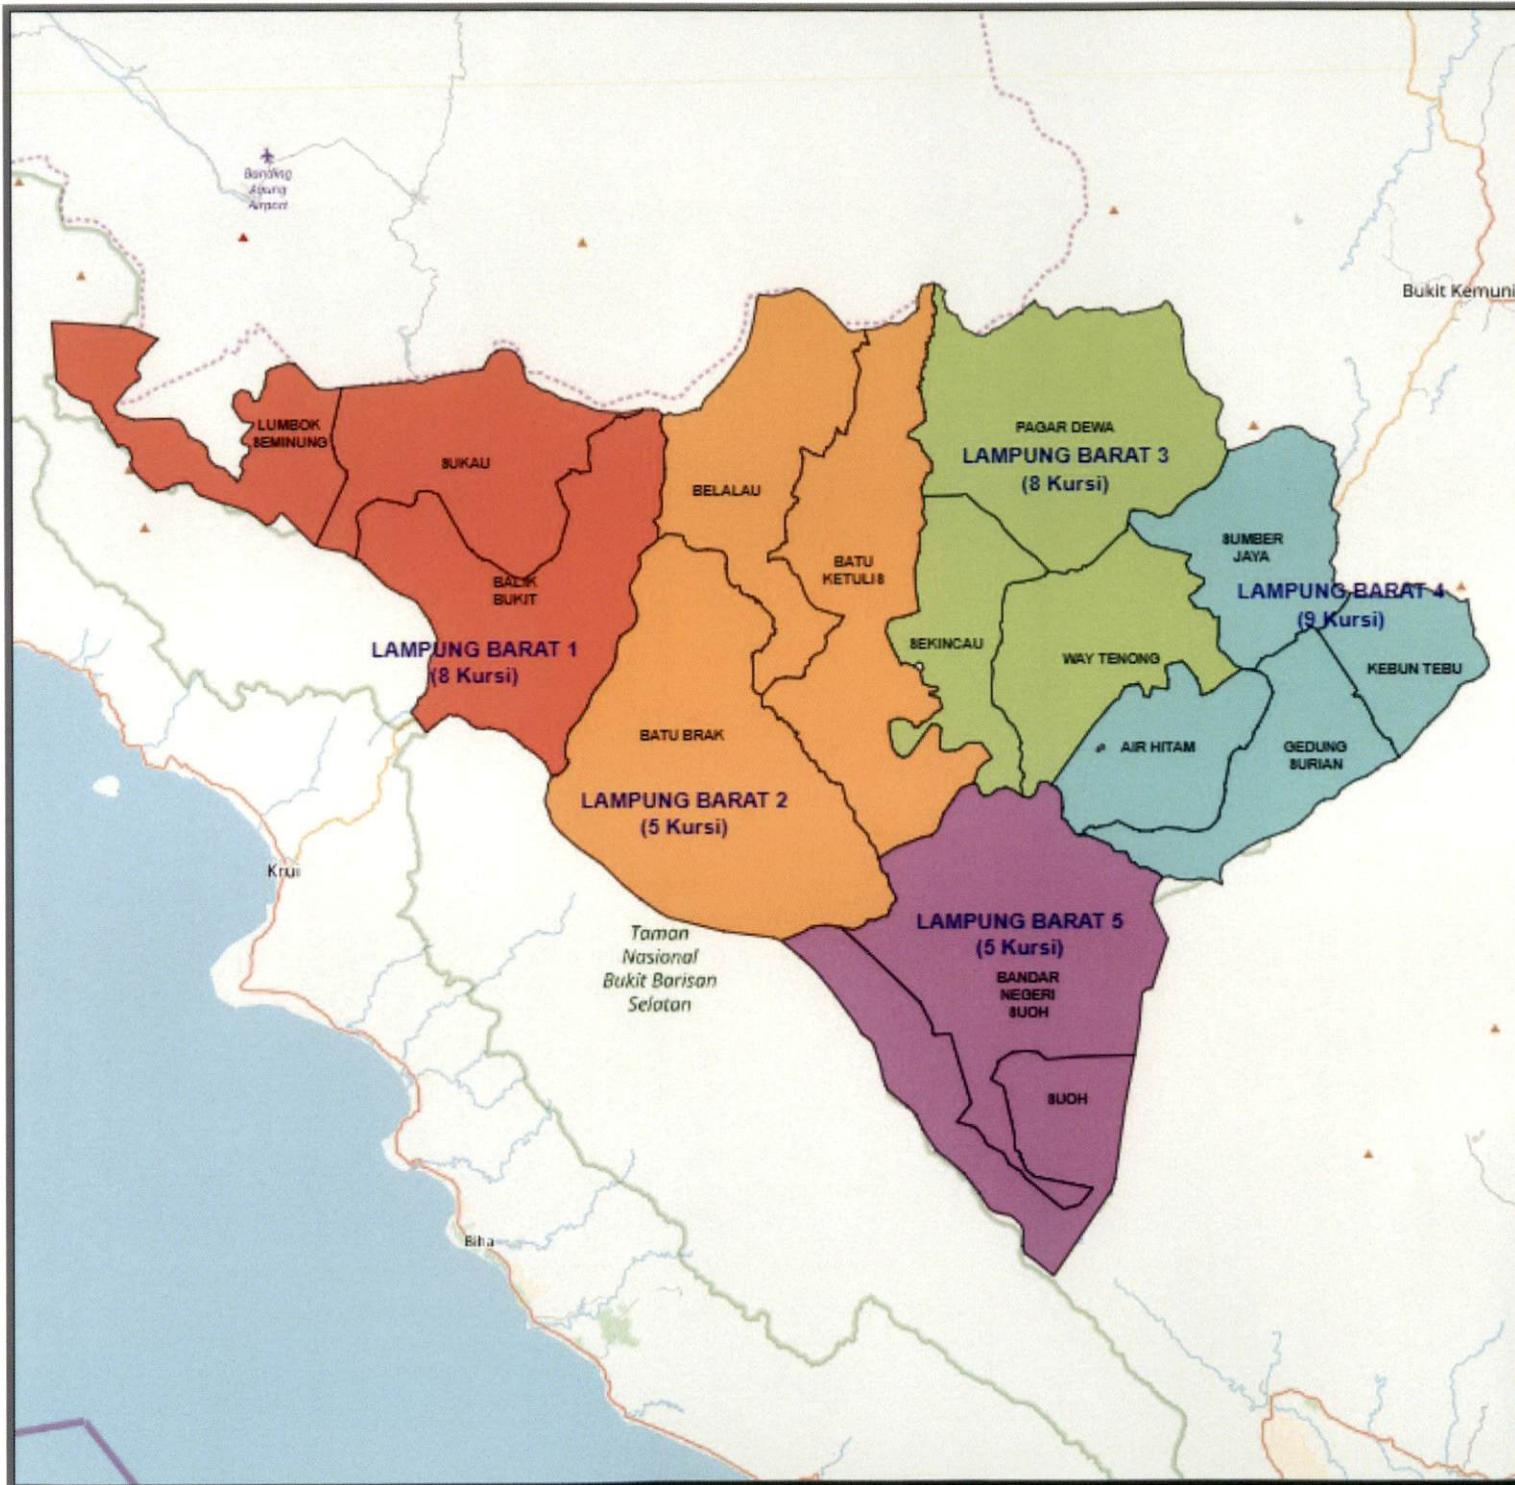 Banding
Agung
Airport
Bukit Kemuni
LUMBOK
SEMINUNG
SUKAU
BELALAU
PAGAR DEWA
LAMPUNG BARAT 3
(8 Kursi)
BATU
KETULIS
SUMBER
JAYA
BALIK
BUKIT
LAMPUNG BARAT 4
(9 Kursi)
LAMPUNG BARAT 1
(8 Kursi)
SEKINCAU
WAY TENONG
KEBUN TEBU
BATU BRAK
AIR HITAM
GEDUNG
SURIAN
LAMPUNG BARAT 2
(5 Kursi)
Krui
LAMPUNG BARAT 5
(5 Kursi)
Taman
Nasional
Bukit Barisan
Selatan
BANDAR
NEGERI
SUOH
SUOH
Biha